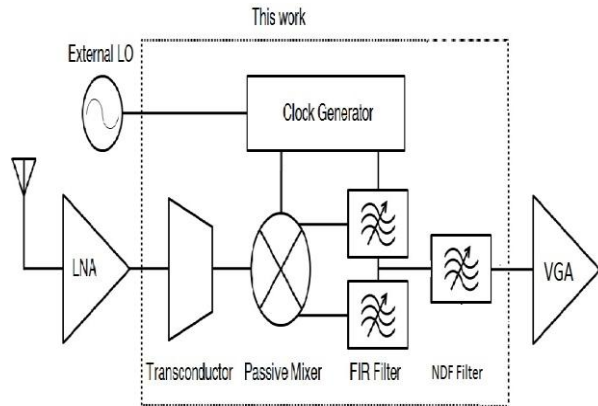 This work
External LO
Clock Generator
LNA
VGA
Transconductor Passive Mixer FIR Filter NDF Filter